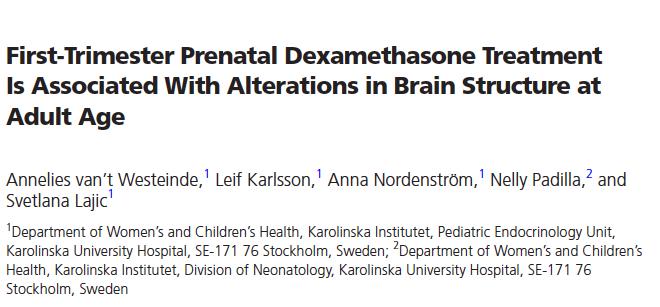 First-Trimester Prenatal Dexamethasone Treatment
Is Associated With Alterations in Brain Structure at
Adult Age
Annelies van’t Westeinde,¹ Leif Karlsson,¹ Anna Nordenström,¹ Nelly Padilla,² and
Svetlana Lajic¹
¹Department of Women’s and Children’s Health, Karolinska Institutet, Pediatric Endocrinology Unit,
Karolinska University Hospital, SE-171 76 Stockholm, Sweden; ²Department of Women’s and Children’s
Health, Karolinska Institutet, Division of Neonatology, Karolinska University Hospital, SE-171 76
Stockholm, Sweden